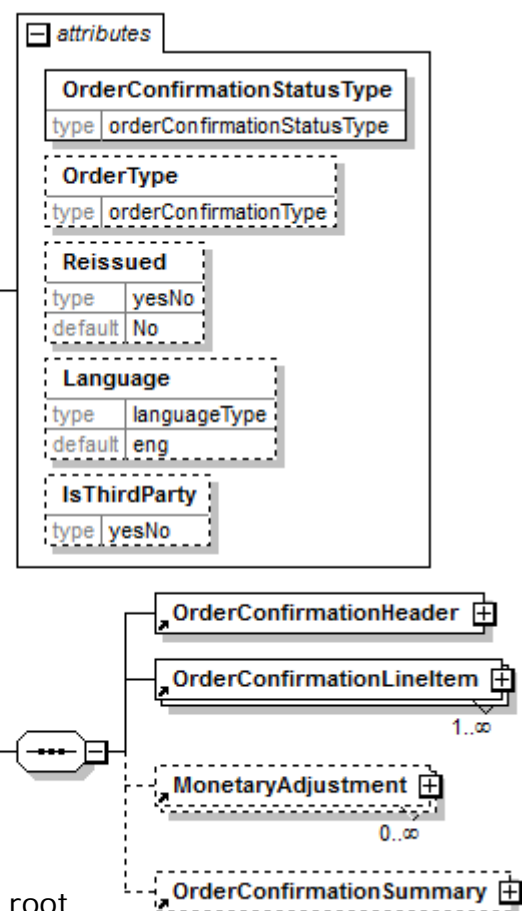 attributes
OrderConfirmationStatusType
type orderConfirmationStatusType
OrderType
type orderConfirmationType
Reissued
type yesNo
default No
Language
type languageType
default eng
IsThirdParty
type yesNo
OrderConfirmationHeader
OrderConfirmationLineItem
1..∞
MonetaryAdjustment
0..∞
OrderConfirmationSummary
root